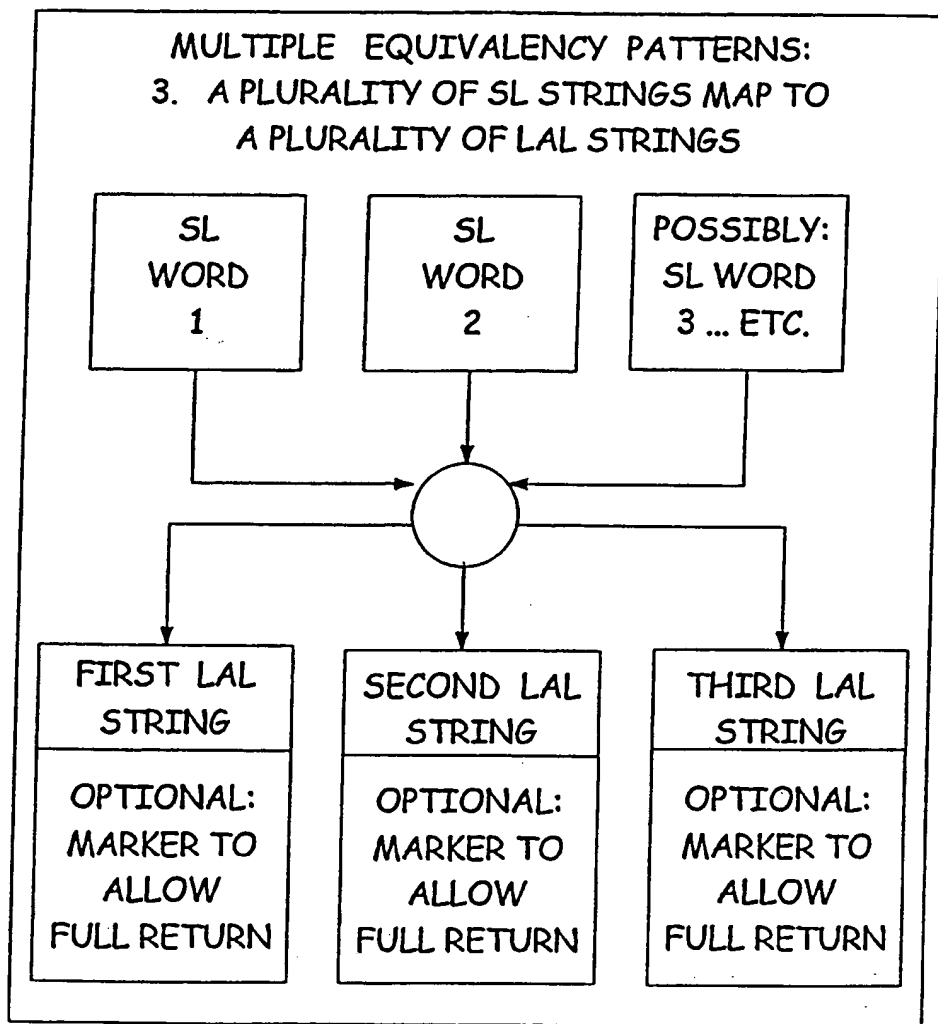 MULTIPLE EQUIVALENCY PATTERNS:
3. A PLURALITY OF SL STRINGS MAP TO
A PLURALITY OF LAL STRINGS
SL
WORD
1
SL
WORD
2
POSSIBLY:
SL WORD
3 ... ETC.
FIRST LAL
STRING
OPTIONAL:
MARKER TO
ALLOW
FULL RETURN
SECOND LAL
STRING
OPTIONAL:
MARKER TO
ALLOW
FULL RETURN
THIRD LAL
STRING
OPTIONAL:
MARKER TO
ALLOW
FULL RETURN